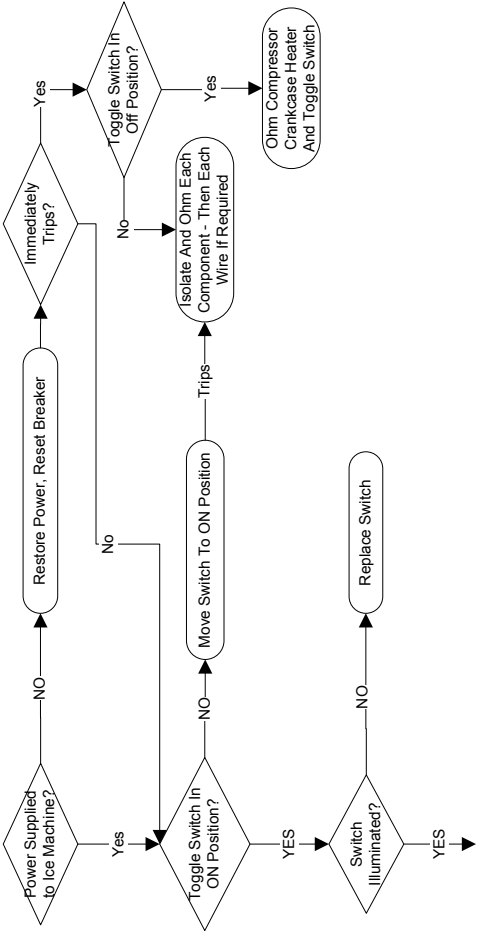 Power Supplied
to Ice Machine?
NO
Restore Power, Reset Breaker
Immediately
Trips?
Yes
Toggle Switch In
Off Position?
Yes
Ohm Compressor
Crankcase Heater
And Toggle Switch
No
Isolate And Ohm Each
Component - Then Each
Wire If Required
No
Yes
Toggle Switch In
ON Position?
NO
Move Switch To ON Position
Trips
YES
Switch
Illuminated?
NO
Replace Switch
YES